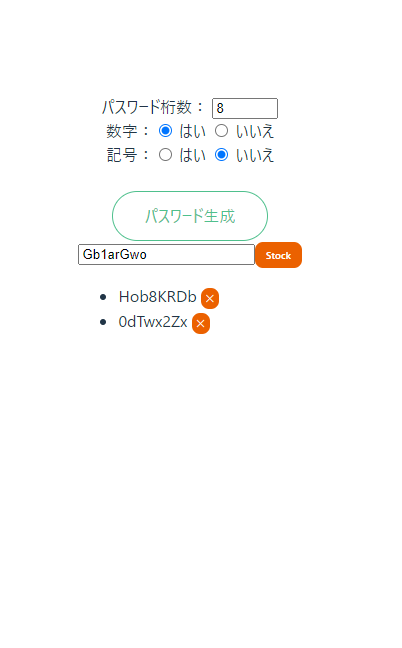 パスワード桁数： 8
数字： はい いいえ
記号： はい いいえ
パスワード生成
Gb1arGwo Stock
Hob8KRDb ×
0dTwx2Zx ×